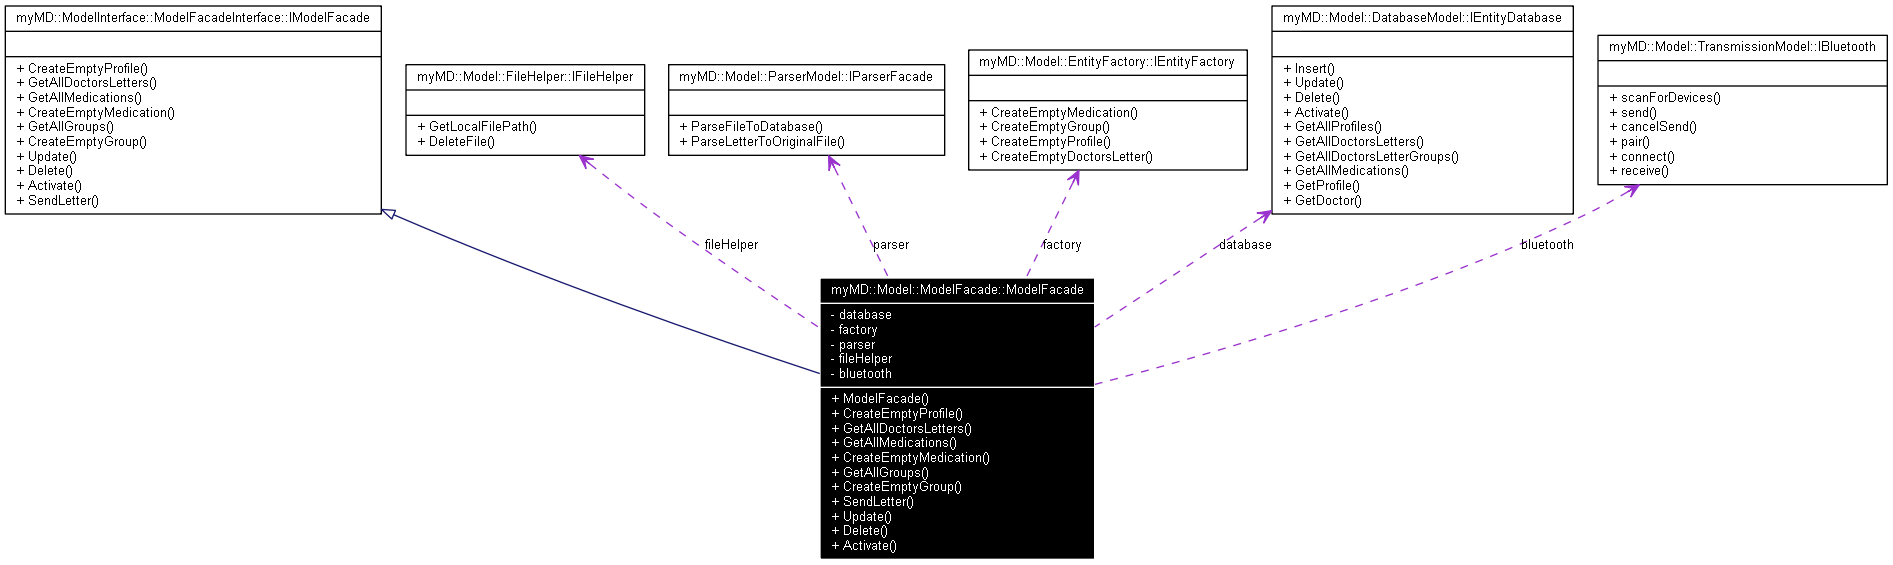 myMD::ModelInterface::ModelFacadeInterface::IModelFacade
+ CreateEmptyProfile()
+ GetAllDoctorsLetters()
+ GetAllMedications()
+ CreateEmptyMedication()
+ GetAllGroups()
+ CreateEmptyGroup()
+ Update()
+ Delete()
+ Activate()
+ SendLetter()
myMD::Model::FileHelper::IFileHelper
+ GetLocalFilePath()
+ DeleteFile()
myMD::Model::ParserModel::IParserFacade
+ ParseFileToDatabase()
+ ParseLetterToOriginalFile()
myMD::Model::EntityFactory::IEntityFactory
+ CreateEmptyMedication()
+ CreateEmptyGroup()
+ CreateEmptyProfile()
+ CreateEmptyDoctorsLetter()
myMD::Model::DatabaseModel::IEntityDatabase
+ Insert()
+ Update()
+ Delete()
+ Activate()
+ GetAllProfiles()
+ GetAllDoctorsLetters()
+ GetAllDoctorsLetterGroups()
+ GetAllMedications()
+ GetProfile()
+ GetDoctor()
myMD::Model::TransmissionModel::IBluetooth
+ scanForDevices()
+ send()
+ cancelSend()
+ pair()
+ connect()
+ receive()
fileHelper
parser
factory
database
bluetooth
myMD::Model::ModelFacade::ModelFacade
- database
- factory
- parser
- fileHelper
- bluetooth
+ ModelFacade()
+ CreateEmptyProfile()
+ GetAllDoctorsLetters()
+ GetAllMedications()
+ CreateEmptyMedication()
+ GetAllGroups()
+ CreateEmptyGroup()
+ SendLetter()
+ Update()
+ Delete()
+ Activate()